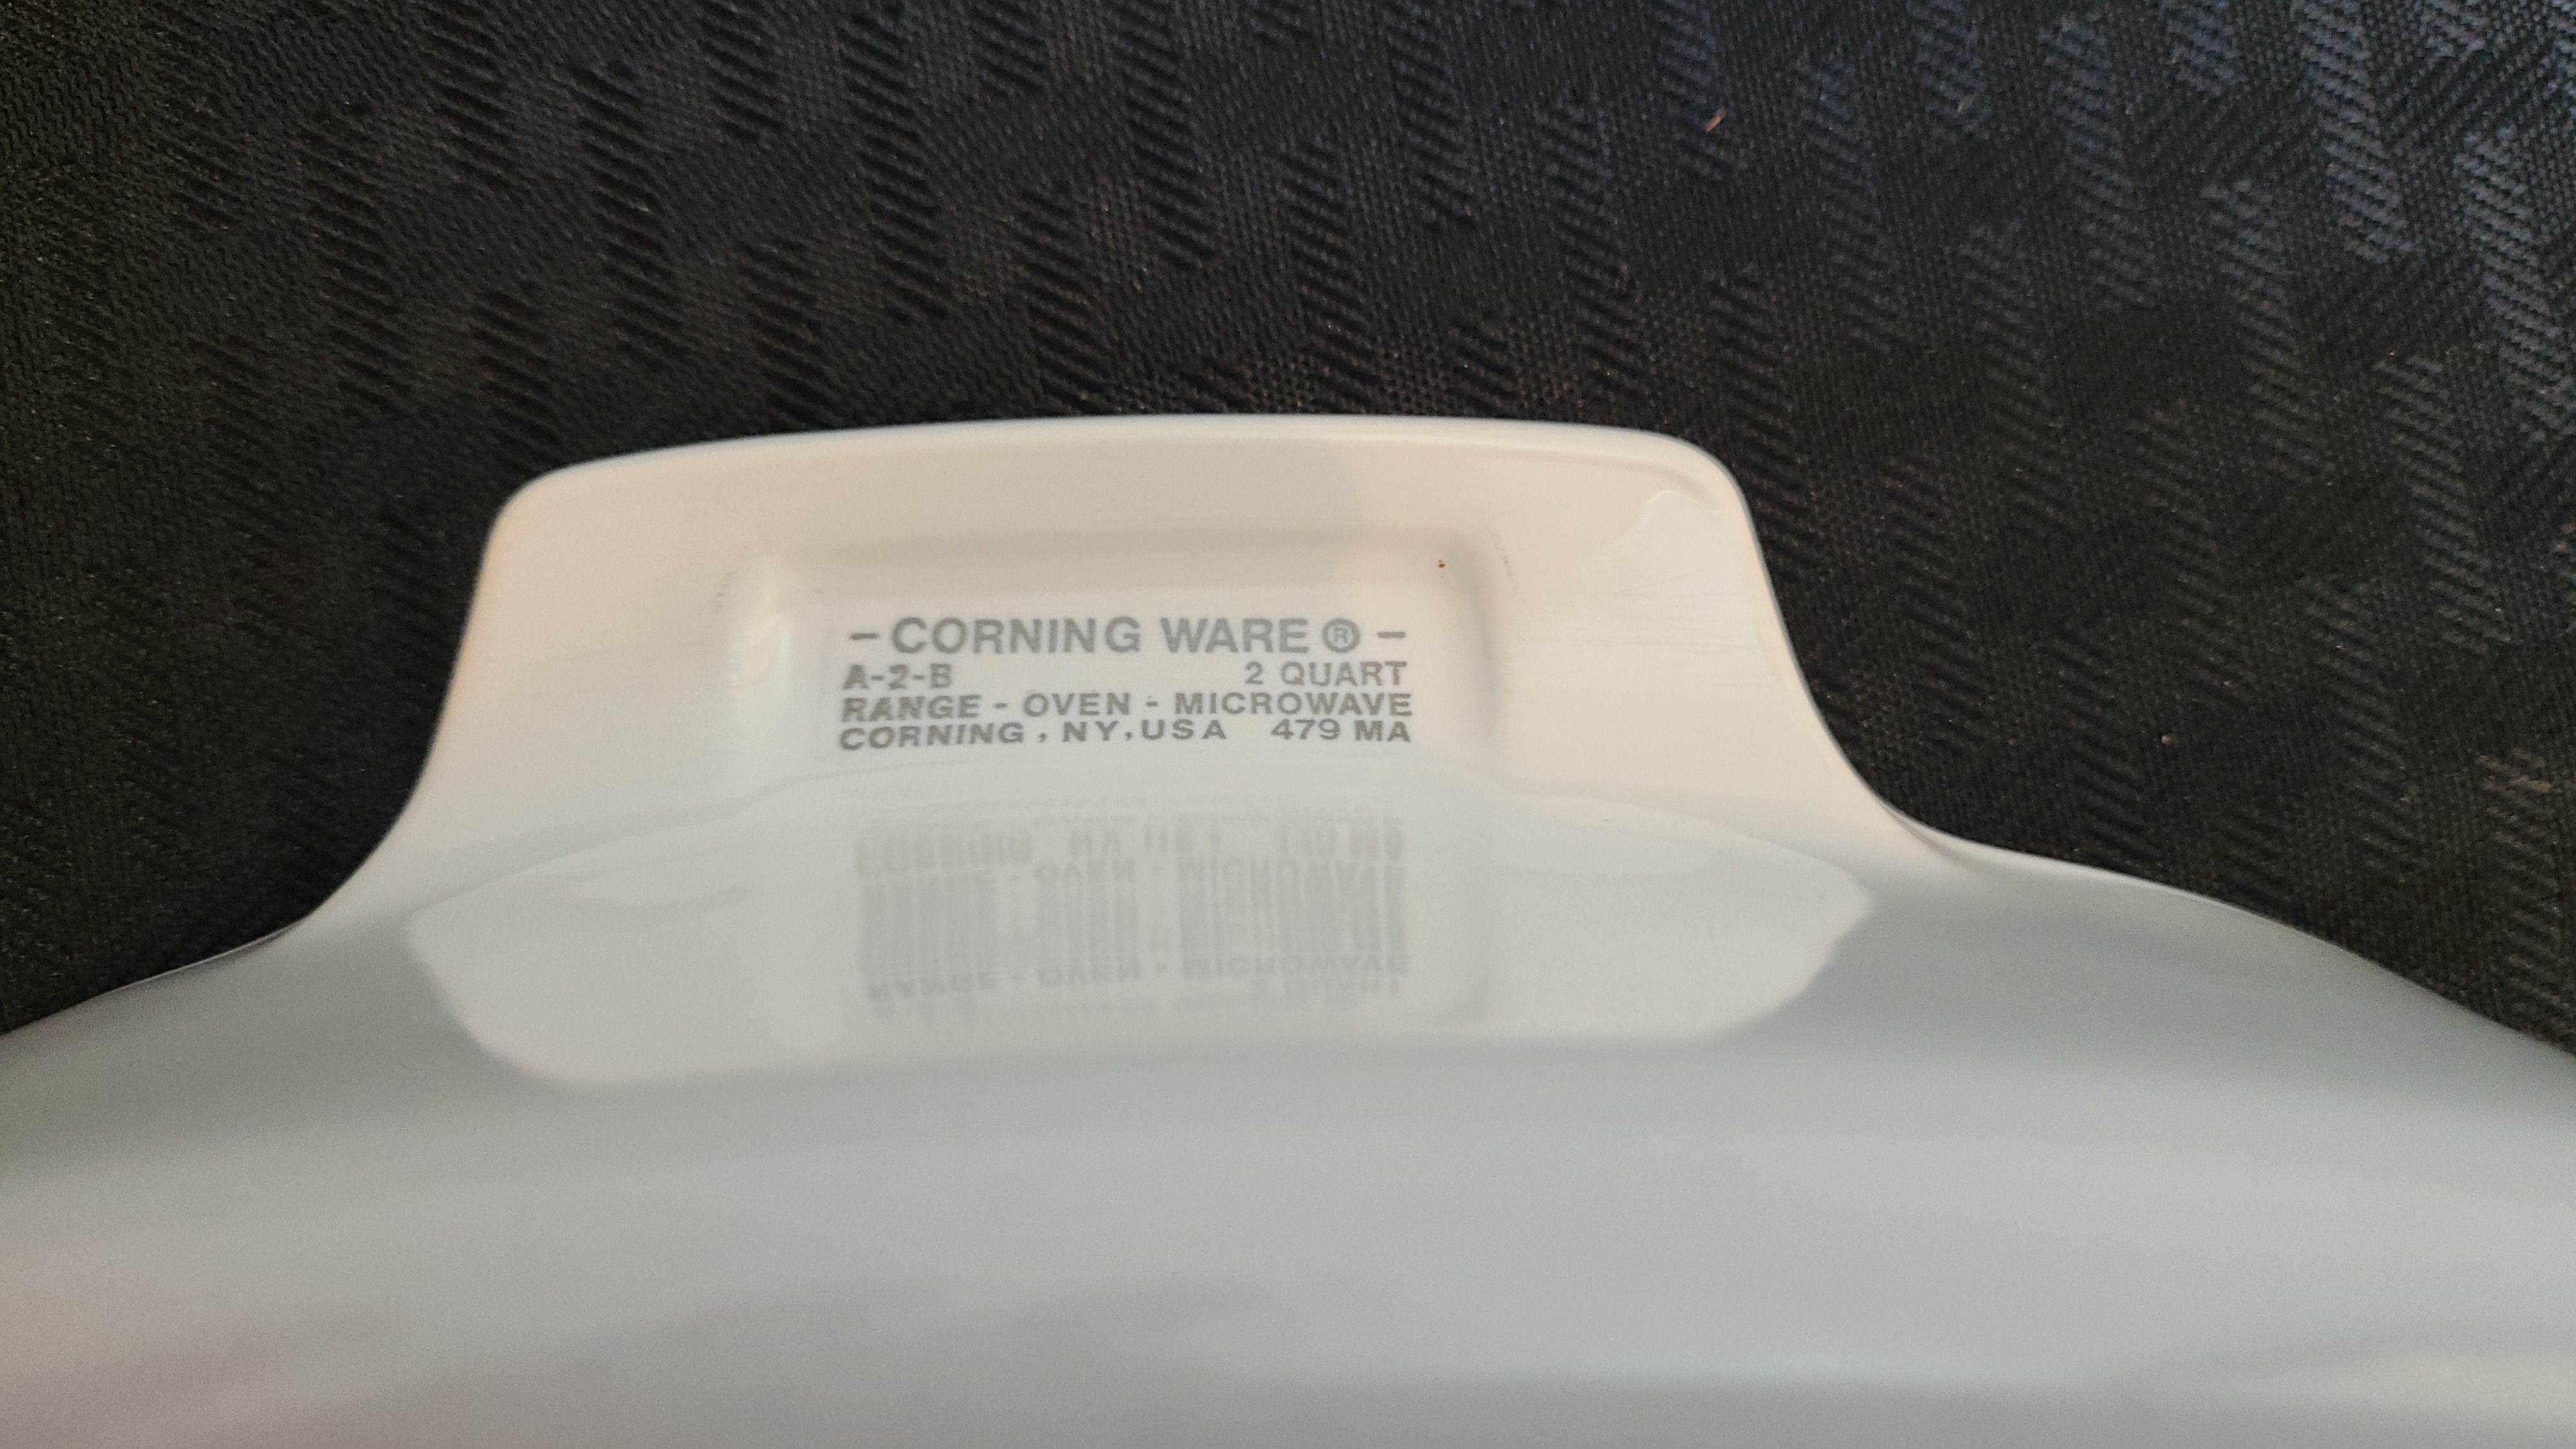 - CORNING WARE ® -
A-2-B 2 QUART
RANGE - OVEN - MICROWAVE
CORNING , NY, USA 479 MA